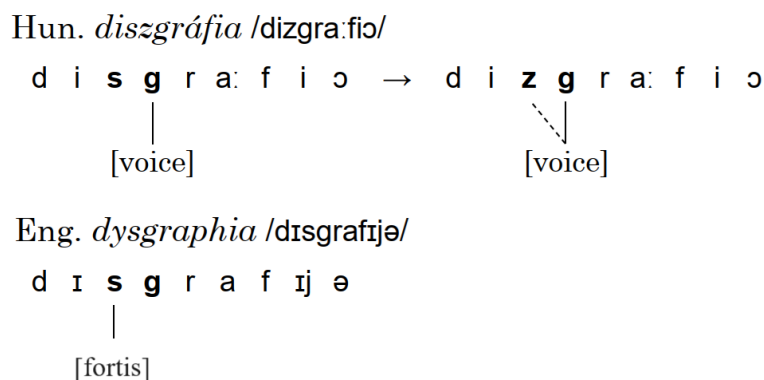 Hun. diszgráfia /dizgraːfiɔ/
d i s g r aː f i ɔ → d i z g r aː f i ɔ
[voice] [voice]
Eng. dysgraphia /dɪsgrafɪjə/
d ɪ s g r a f ɪj ə
[fortis]